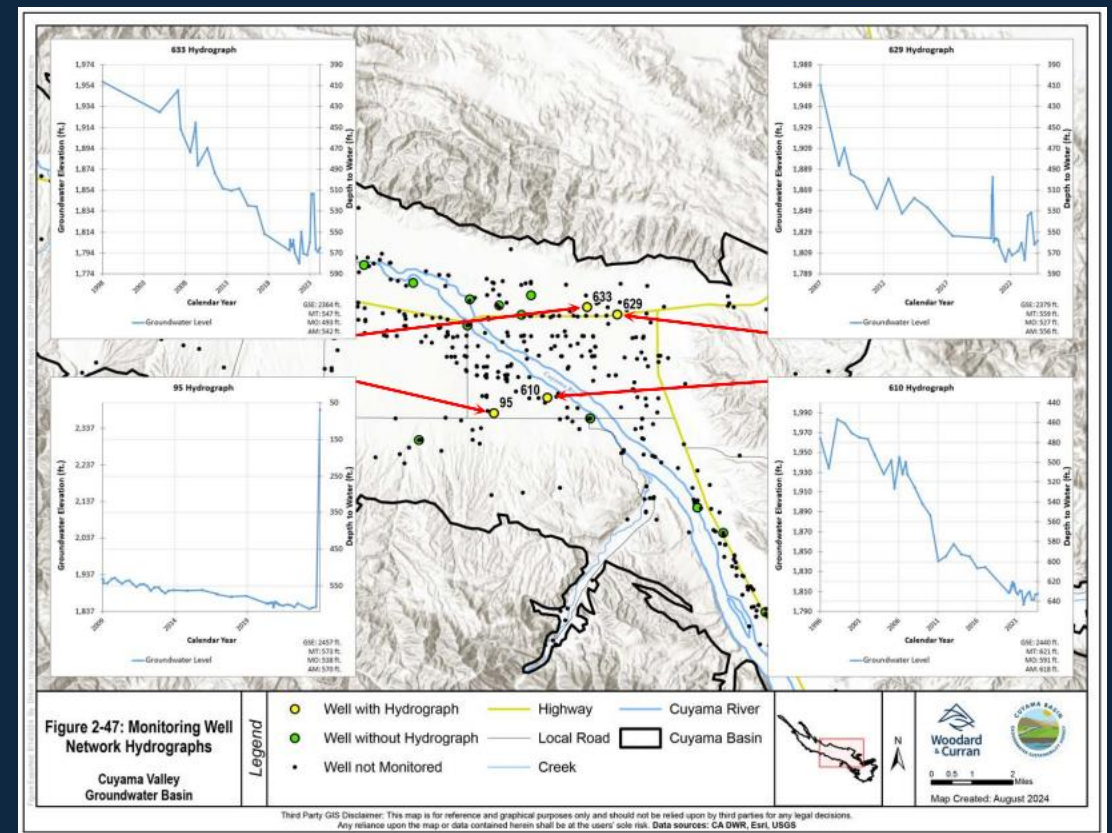 633 Hydrograph
1,974
1,954
1,934
1,914
1,894
1,874
1,854
1,834
1,814
1,794
1,774
Groundwater Elevation (ft.)
390
410
430
450
470
490
510
530
550
570
590
Depth to Water (ft.)
1998
2003
2008
2013
2018
2023
Calendar Year
Groundwater Level
GSE: 2364 ft.
MT: 547 ft.
MO: 493 ft.
AM: 542 ft.
629 Hydrograph
1,989
1,969
1,949
1,929
1,909
1,889
1,869
1,849
1,829
1,809
1,789
Groundwater Elevation (ft.)
390
410
430
450
470
490
510
530
550
570
590
Depth to Water (ft.)
2007
2012
2017
2022
Calendar Year
Groundwater Level
GSE: 2379 ft.
MT: 559 ft.
MO: 527 ft.
AM: 556 ft.
633
629
610
95
Cuyama
95 Hydrograph
2,337
2,237
2,137
2,037
1,937
1,837
Groundwater Elevation (ft.)
50
150
250
350
450
550
Depth to Water (ft.)
2009
2014
2019
Calendar Year
Groundwater Level
GSE: 2457 ft.
MT: 573 ft.
MO: 538 ft.
AM: 570 ft.
610 Hydrograph
1,990
1,970
1,950
1,930
1,910
1,890
1,870
1,850
1,830
1,810
1,790
Groundwater Elevation (ft.)
440
460
480
500
520
540
560
580
600
620
640
Depth to Water (ft.)
1996
2001
2006
2011
2016
2021
Calendar Year
Groundwater Level
GSE: 2440 ft.
MT: 621 ft.
MO: 591 ft.
AM: 618 ft.
Figure 2-47: Monitoring Well
Network Hydrographs
Cuyama Valley
Groundwater Basin
Legend
Well with Hydrograph
Well without Hydrograph
Well not Monitored
Highway
Local Road
Creek
Cuyama River
Cuyama Basin
N
Woodard
& Curran
CUYAMA BASIN
0 0.5 1 2
Miles
Map Created: August 2024
Third Party GIS Disclaimer: This map is for reference and graphical purposes only and should not be relied upon by third parties for any legal decisions.
Any reliance upon the map or data contained herein shall be at the users' sole risk. Data sources: CA DWR, Esri, USGS